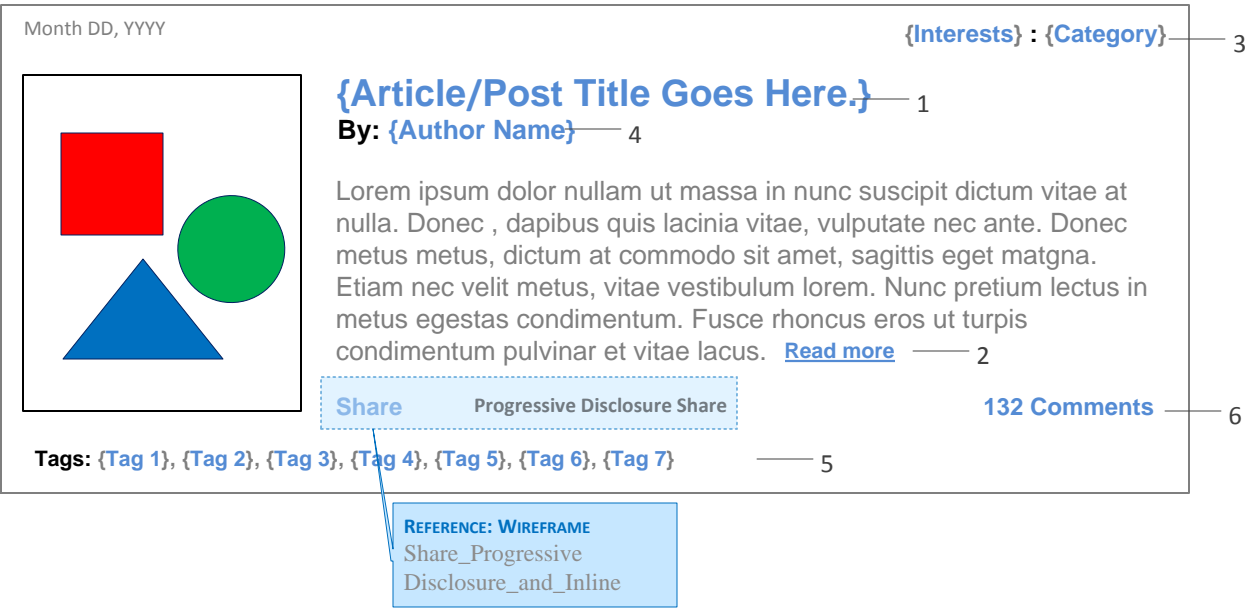 Month DD, YYYY
{Interests} : {Category}
3
{Article/Post Title Goes Here.}
1
By: {Author Name}
4
Lorem ipsum dolor nullam ut massa in nunc suscipit dictum vitae at
nulla. Donec , dapibus quis lacinia vitae, vulputate nec ante. Donec
metus metus, dictum at commodo sit amet, sagittis eget matgna.
Etiam nec velit metus, vitae vestibulum lorem. Nunc pretium lectus in
metus egestas condimentum. Fusce rhoncus eros ut turpis
condimentum pulvinar et vitae lacus. Read more
2
Share
Progressive Disclosure Share
132 Comments
6
Tags: {Tag 1}, {Tag 2}, {Tag 3}, {Tag 4}, {Tag 5}, {Tag 6}, {Tag 7}
5
REFERENCE: WIREFRAME
Share_Progressive
Disclosure_and_Inline